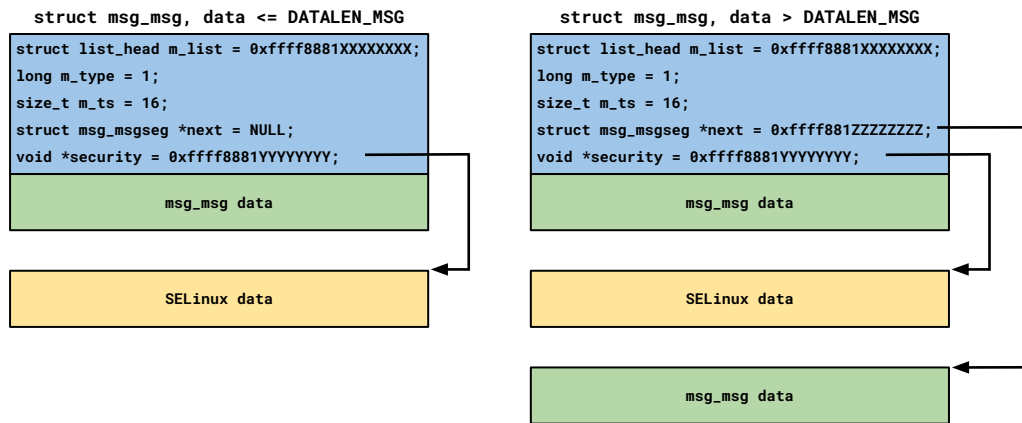 struct msg_msg, data <= DATALEN_MSG
struct list_head m_list = 0xffff8881XXXXXXXX;
long m_type = 1;
size_t m_ts = 16;
struct msg_msgseg *next = NULL;
void *security = 0xffff8881YYYYYYYY;
msg_msg data
SELinux data
struct msg_msg, data > DATALEN_MSG
struct list_head m_list = 0xffff8881XXXXXXXX;
long m_type = 1;
size_t m_ts = 16;
struct msg_msgseg *next = 0xffff881ZZZZZZZZ;
void *security = 0xffff8881YYYYYYYY;
msg_msg data
SELinux data
msg_msg data